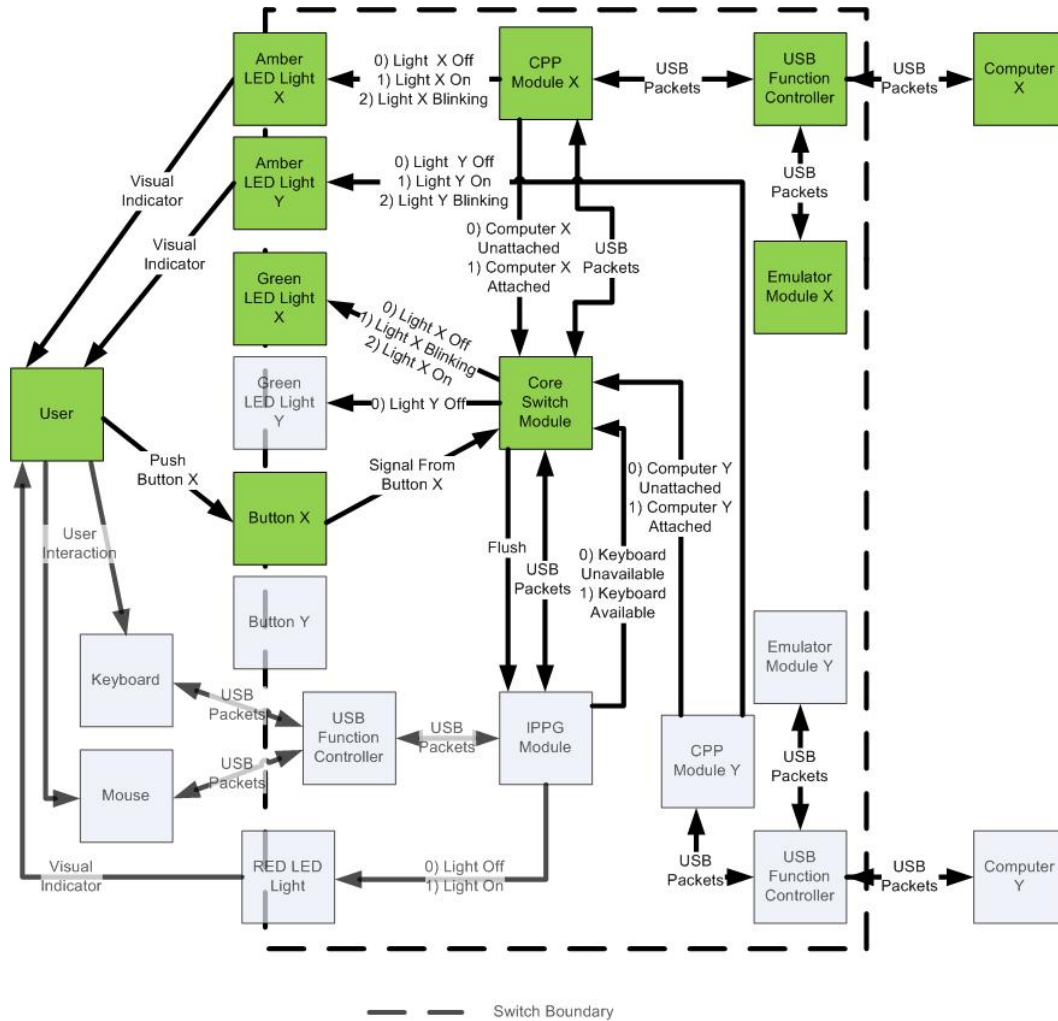 Amber
LED Light
X
0) Light X Off
1) Light X On
2) Light X Blinking
CPP
Module X
USB
Packets
USB
Function
Controller
USB
Packets
Computer
X
Amber
LED Light
Y
0) Light Y Off
1) Light Y On
2) Light Y Blinking
USB
Packets
Visual
Indicator
Visual
Indicator
0) Computer X
Unattached
1) Computer X
Attached
USB
Packets
Emulator
Module X
Green
LED Light
X
0) Light X Off
1) Light X Blinking
2) Light X On
Green
LED Light
Y
0) Light Y Off
Core
Switch
Module
User
Push
Button X
Signal From
Button X
Button X
0) Computer Y
Unattached
1) Computer Y
Attached
User
Interaction
Flush
USB
Packets
0) Keyboard
Unavailable
1) Keyboard
Available
Button Y
Emulator
Module Y
Keyboard
USB
Packets
USB
Function
Controller
USB
Packets
IPPG
Module
CPP
Module Y
USB
Packets
Mouse
USB
Packets
Visual
Indicator
RED LED
Light
0) Light Off
1) Light On
USB
Packets
USB
Function
Controller
USB
Packets
Computer
Y
Switch Boundary